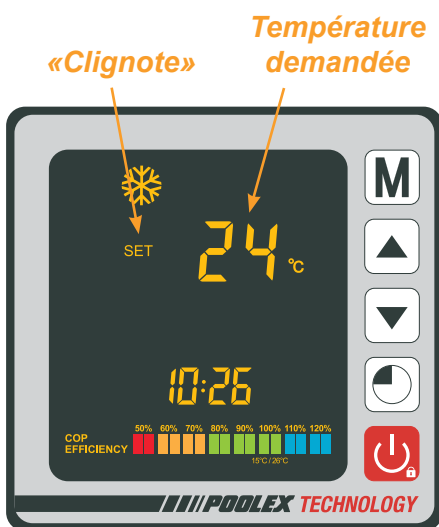 Température
«Clignote» demandée
M
SET 24 °C
10:26
50% 60% 70% 80% 90% 100% 110% 120%
COP
EFFICIENCY
15°C / 26°C
POOLEX TECHNOLOGY